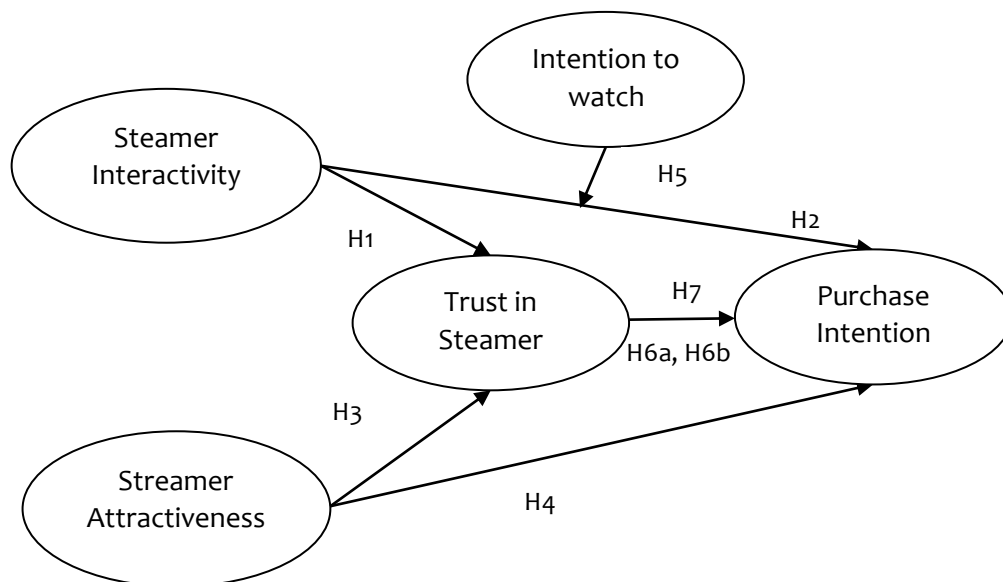 Intention to
watch
Steamer
Interactivity
H5
H2
H1
Trust in
Steamer
H7
H6a, H6b
Purchase
Intention
H3
Streamer
Attractiveness
H4